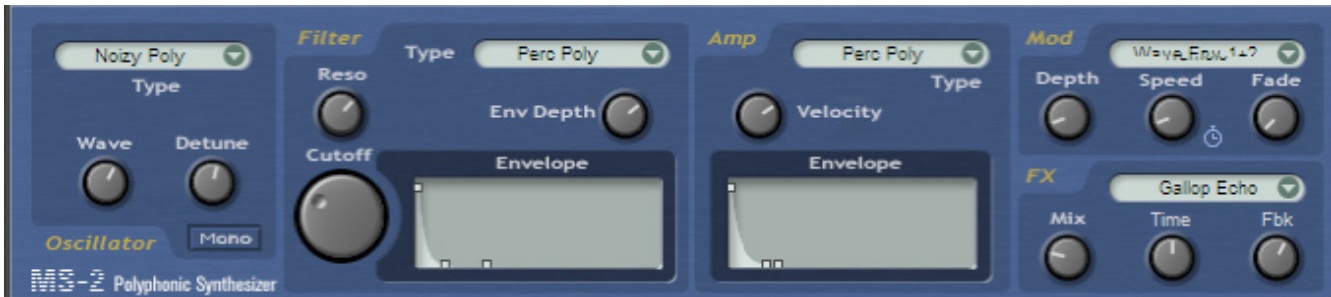 Noizy Poly
Type
Wave Detune
Mono
Oscillator
MS-2 Polyphonic Synthesizer
Filter
Type Perc Poly
Reso
Env Depth
Cutoff
Envelope
Amp
Perc Poly
Type
Velocity
Envelope
Mod
Depth Speed Fade
FX
Gallop Echo
Mix Time Fbk